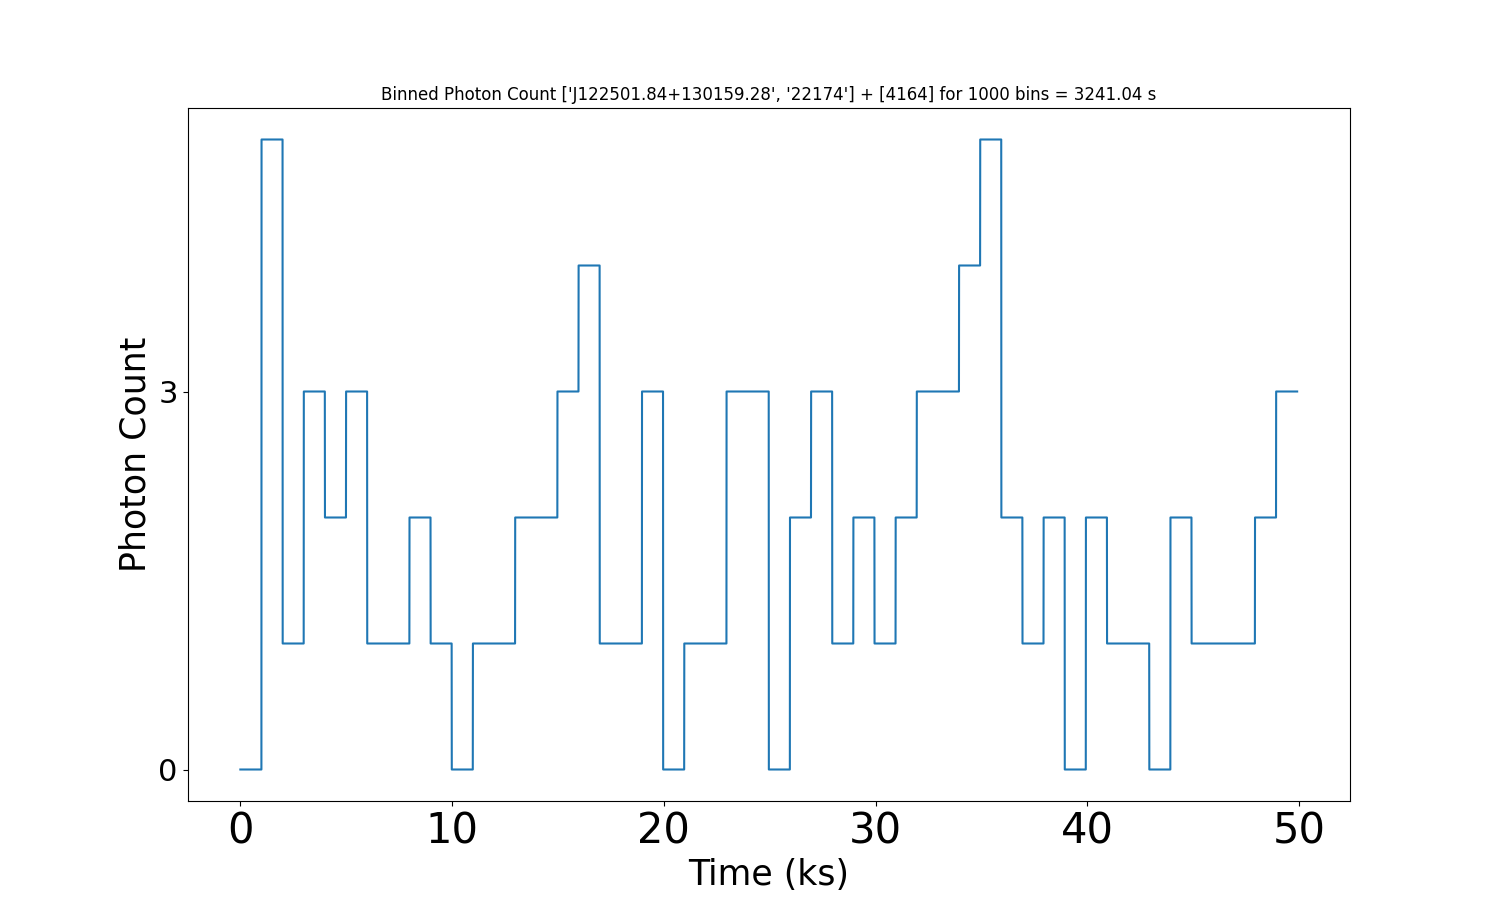 Binned Photon Count ['J122501.84+130159.28', '22174'] + [4164] for 1000 bins = 3241.04 s
Photon Count
3
0
0 10 20 30 40 50
Time (ks)